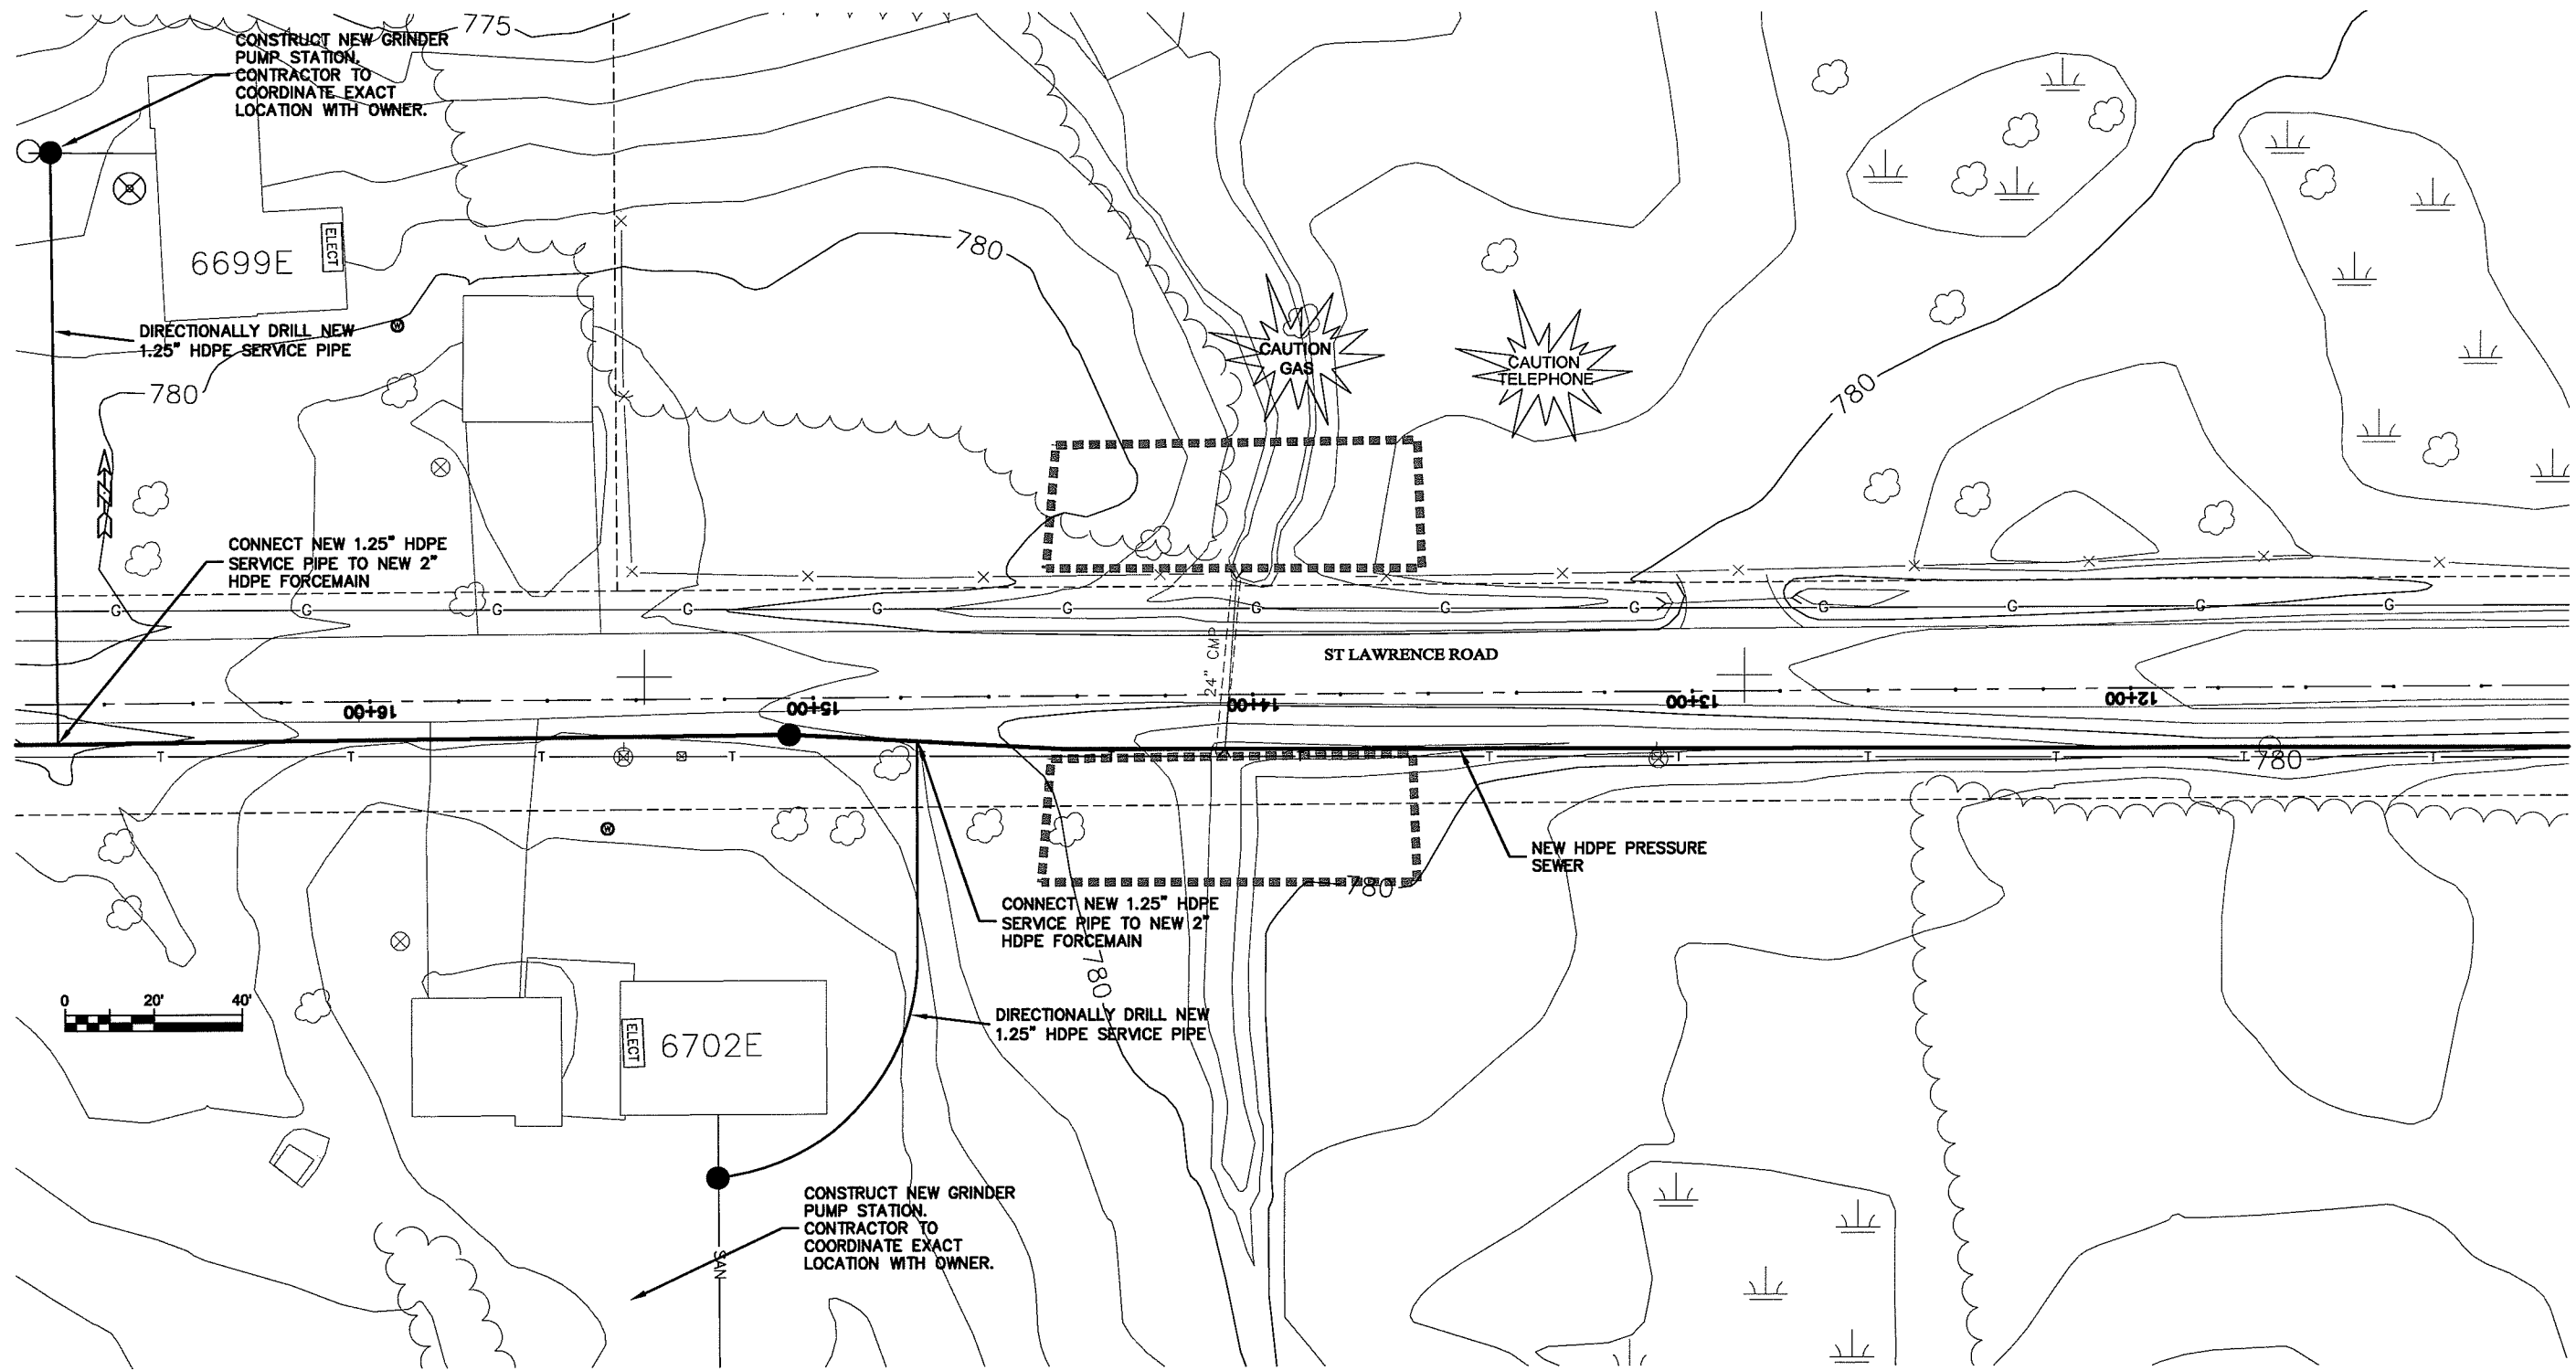 775
CONSTRUCT NEW GRINDER
PUMP STATION.
CONTRACTOR TO
COORDINATE EXACT
LOCATION WITH OWNER.
6699E
ELECT
780
DIRECTIONALLY DRILL NEW
1.25" HDPE SERVICE PIPE
W
780
CAUTION
GAS
CAUTION
TELEPHONE
780
N
CONNECT NEW 1.25" HDPE
SERVICE PIPE TO NEW 2"
HDPE FORCEMAIN
G G G G G G G G G G G G G
24" CMP
ST LAWRENCE ROAD
16+00 15+00 14+00 13+00 12+00
T T T T T T T T T T
780
W
NEW HDPE PRESSURE
SEWER
780
CONNECT NEW 1.25" HDPE
SERVICE PIPE TO NEW 2"
HDPE FORCEMAIN
780
0 20' 40'
DIRECTIONALLY DRILL NEW
1.25" HDPE SERVICE PIPE
ELECT
6702E
CONSTRUCT NEW GRINDER
PUMP STATION.
CONTRACTOR TO
COORDINATE EXACT
LOCATION WITH OWNER.
SAN